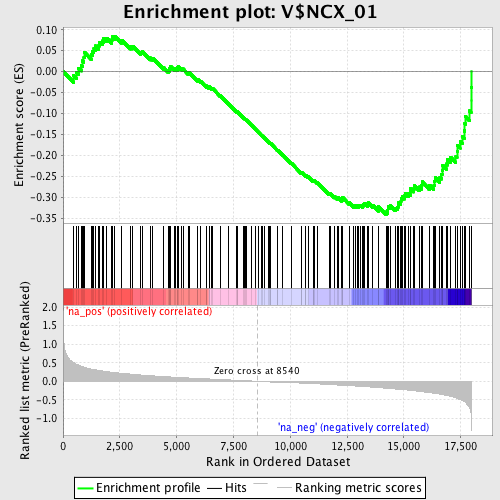 Enrichment plot: V$NCX_01
Enrichment score (ES)
0.10
0.05
0.00
-0.05
-0.10
-0.15
-0.20
-0.25
-0.30
-0.35
Ranked list metric (PreRanked)
2.0
1.5
1.0
0.5
0.0
-0.5
-1.0
'na_pos' (positively correlated)
Zero cross at 8540
'na_neg' (negatively correlated)
0
2,500
5,000
7,500
10,000
12,500
15,000
17,500
Rank in Ordered Dataset
Enrichment profile
Hits
Ranking metric scores